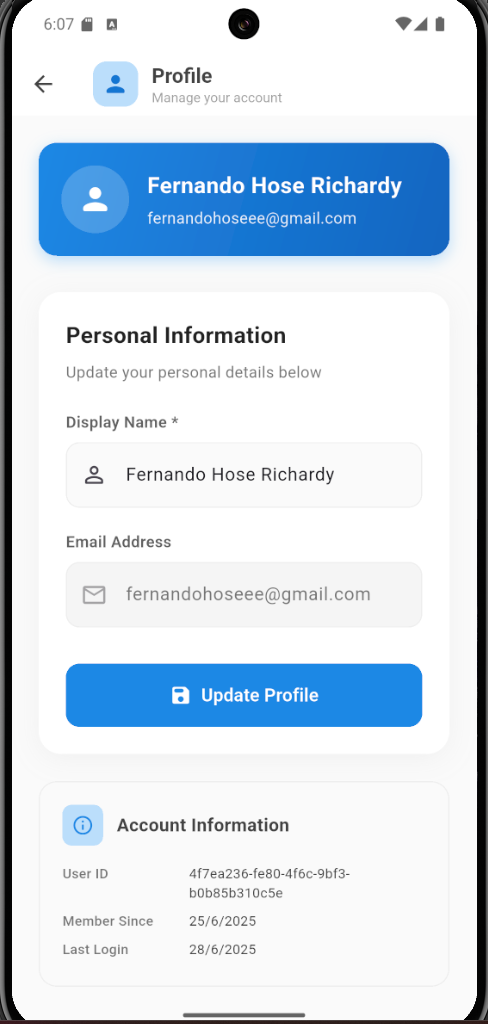 6:07
Profile
Manage your account
Fernando Hose Richardy
fernandohoseee@gmail.com
Personal Information
Update your personal details below
Display Name *
Fernando Hose Richardy
Email Address
fernandohoseee@gmail.com
Update Profile
Account Information
User ID 4f7ea236-fe80-4f6c-9bf3-
b0b85b310c5e
Member Since 25/6/2025
Last Login 28/6/2025